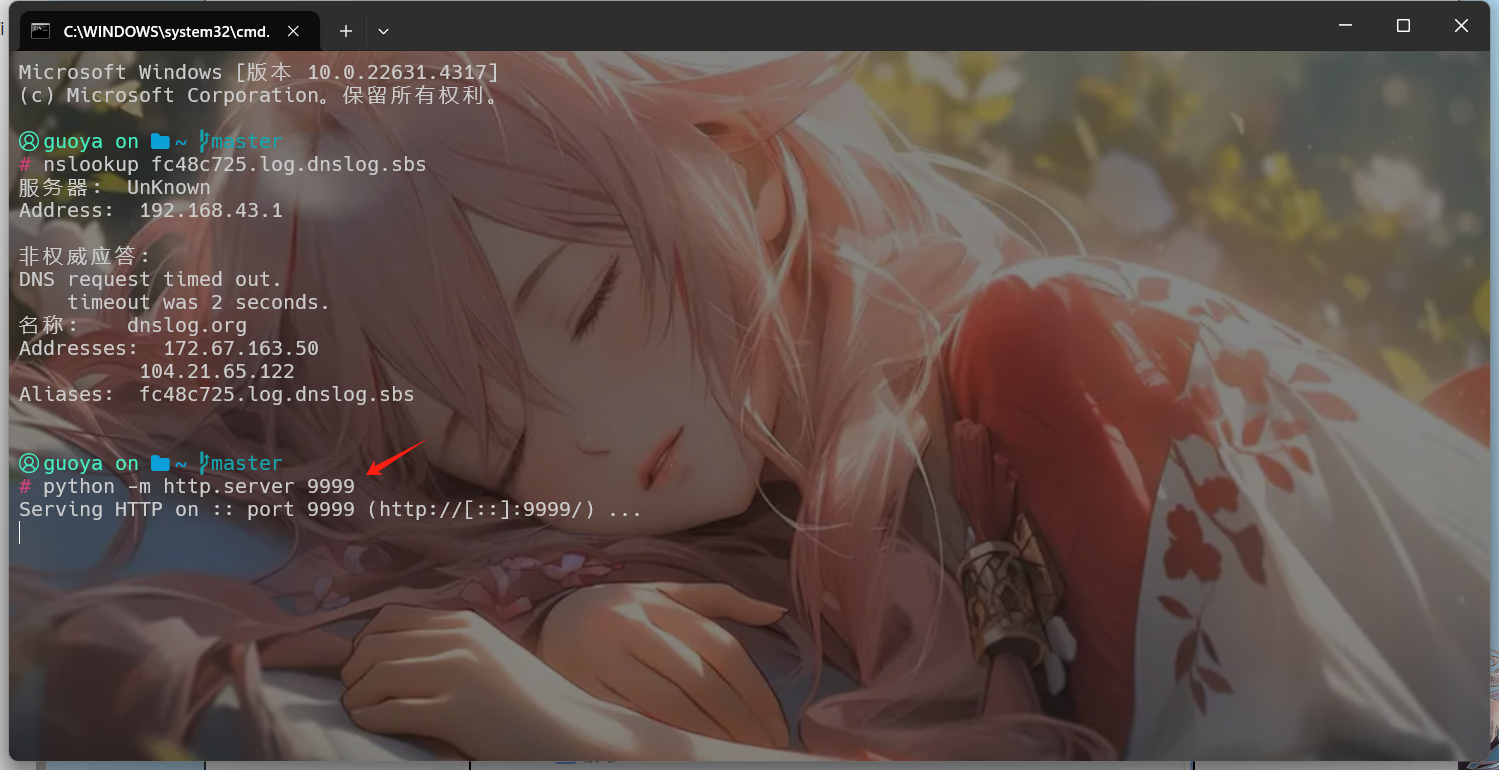 C:\WINDOWS\system32\cmd.
Microsoft Windows [版本 10.0.22631.4317]
(c) Microsoft Corporation。保留所有权利。
guoya on ~ master
# nslookup fc48c725.log.dnslog.sbs
服务器:  UnKnown
Address:  192.168.43.1
非权威应答:
DNS request timed out.
    timeout was 2 seconds.
名称:    dnslog.org
Addresses:  172.67.163.50
          104.21.65.122
Aliases:  fc48c725.log.dnslog.sbs
guoya on ~ master
# python -m http.server 9999
Serving HTTP on :: port 9999 (http://[::]:9999/) ...